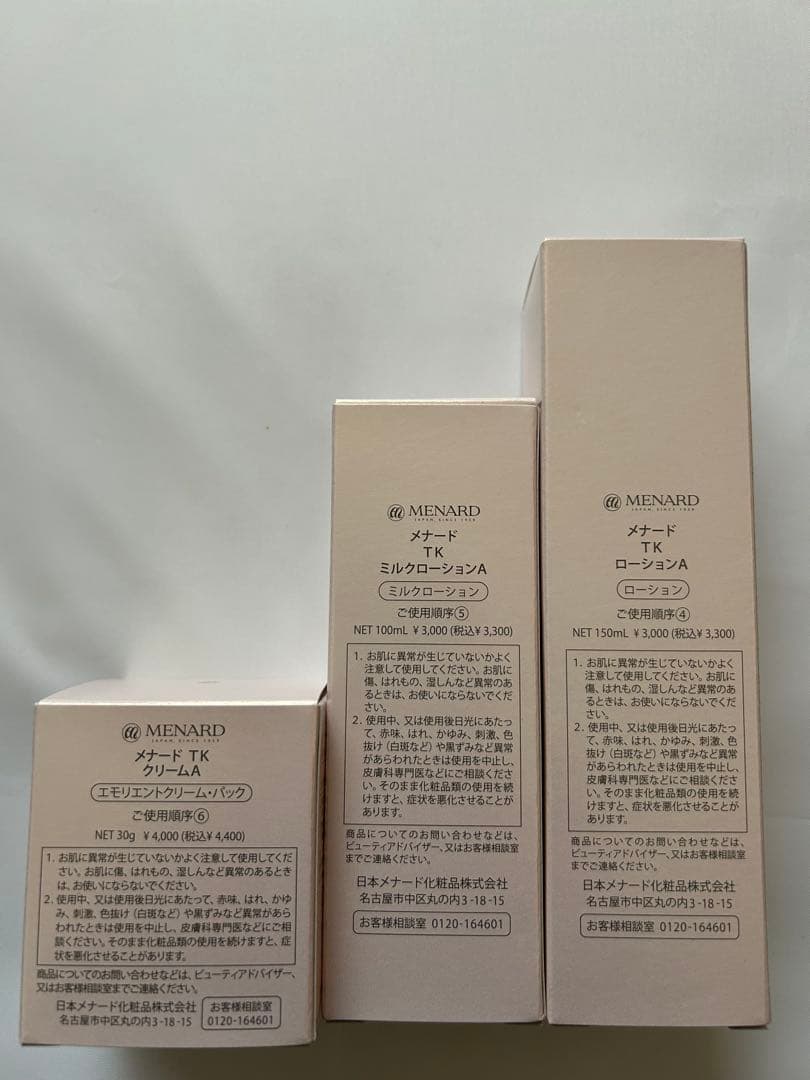 MENARD
JAPAN, SINCE 1959
メナード TK
クリームA
エモリエントクリーム・パック
ご使用順序⑥
NET 30g ¥4,000(税込¥4,400)
1. お肌に異常が生じていないかよく注意して使用してくだ
さい。お肌に傷、はれもの、湿しんなど異常のあるときは
は、お使いにならないでください。
2. 使用中、又は使用後日光にあたって、赤味、はれ、かゆ
み、刺激、色抜け(白斑など)や黒ずみなど異常があら
われたときは使用を中止し、皮膚科専門医などにご相
談ください。そのまま化粧品類の使用を続けますと、症
状を悪化させることがあります。
商品についてのお問い合わせなどは、ビューティアドバイザー、
又はお客様相談室までご連絡ください。
日本メナード化粧品株式会社
名古屋市中区丸の内3-18-15
お客様相談室
0120-164601
MENARD
JAPAN, SINCE 1959
メナード
TK
ミルクローションA
ミルクローション
ご使用順序⑤
NET 100mL ¥3,000(税込¥3,300)
1. お肌に異常が生じていないかよく
注意して使用してください。お肌に
傷、はれもの、湿しんなど異常のあ
るときは、お使いにならないでくだ
さい。
2. 使用中、又は使用後日光にあたっ
て、赤味、はれ、かゆみ、刺激、色
抜け(白斑など)や黒ずみなど異常
があらわれたときは使用を中止し、
皮膚科専門医などにご相談くださ
い。そのまま化粧品類の使用を続
けますと、症状を悪化させることが
あります。
商品についてのお問い合わせなどは、
ビューティアドバイザー、又はお客様相談室
までご連絡ください。
日本メナード化粧品株式会社
名古屋市中区丸の内3-18-15
お客様相談室 0120-164601
MENARD
JAPAN, SINCE 1959
メナード
TK
ローションA
ローション
ご使用順序④
NET 150mL ¥3,000(税込¥3,300)
1. お肌に異常が生じていないかよく
注意して使用してください。お肌に
傷、はれもの、湿しんなど異常のあ
るときは、お使いにならないでくだ
さい。
2. 使用中、又は使用後日光にあたっ
て、赤味、はれ、かゆみ、刺激、色
抜け(白斑など)や黒ずみなど異常
があらわれたときは使用を中止し、
皮膚科専門医などにご相談くださ
い。そのまま化粧品類の使用を続
けますと、症状を悪化させることが
あります。
商品についてのお問い合わせなどは、
ビューティアドバイザー、又はお客様相談室
までご連絡ください。
日本メナード化粧品株式会社
名古屋市中区丸の内3-18-15
お客様相談室 0120-164601